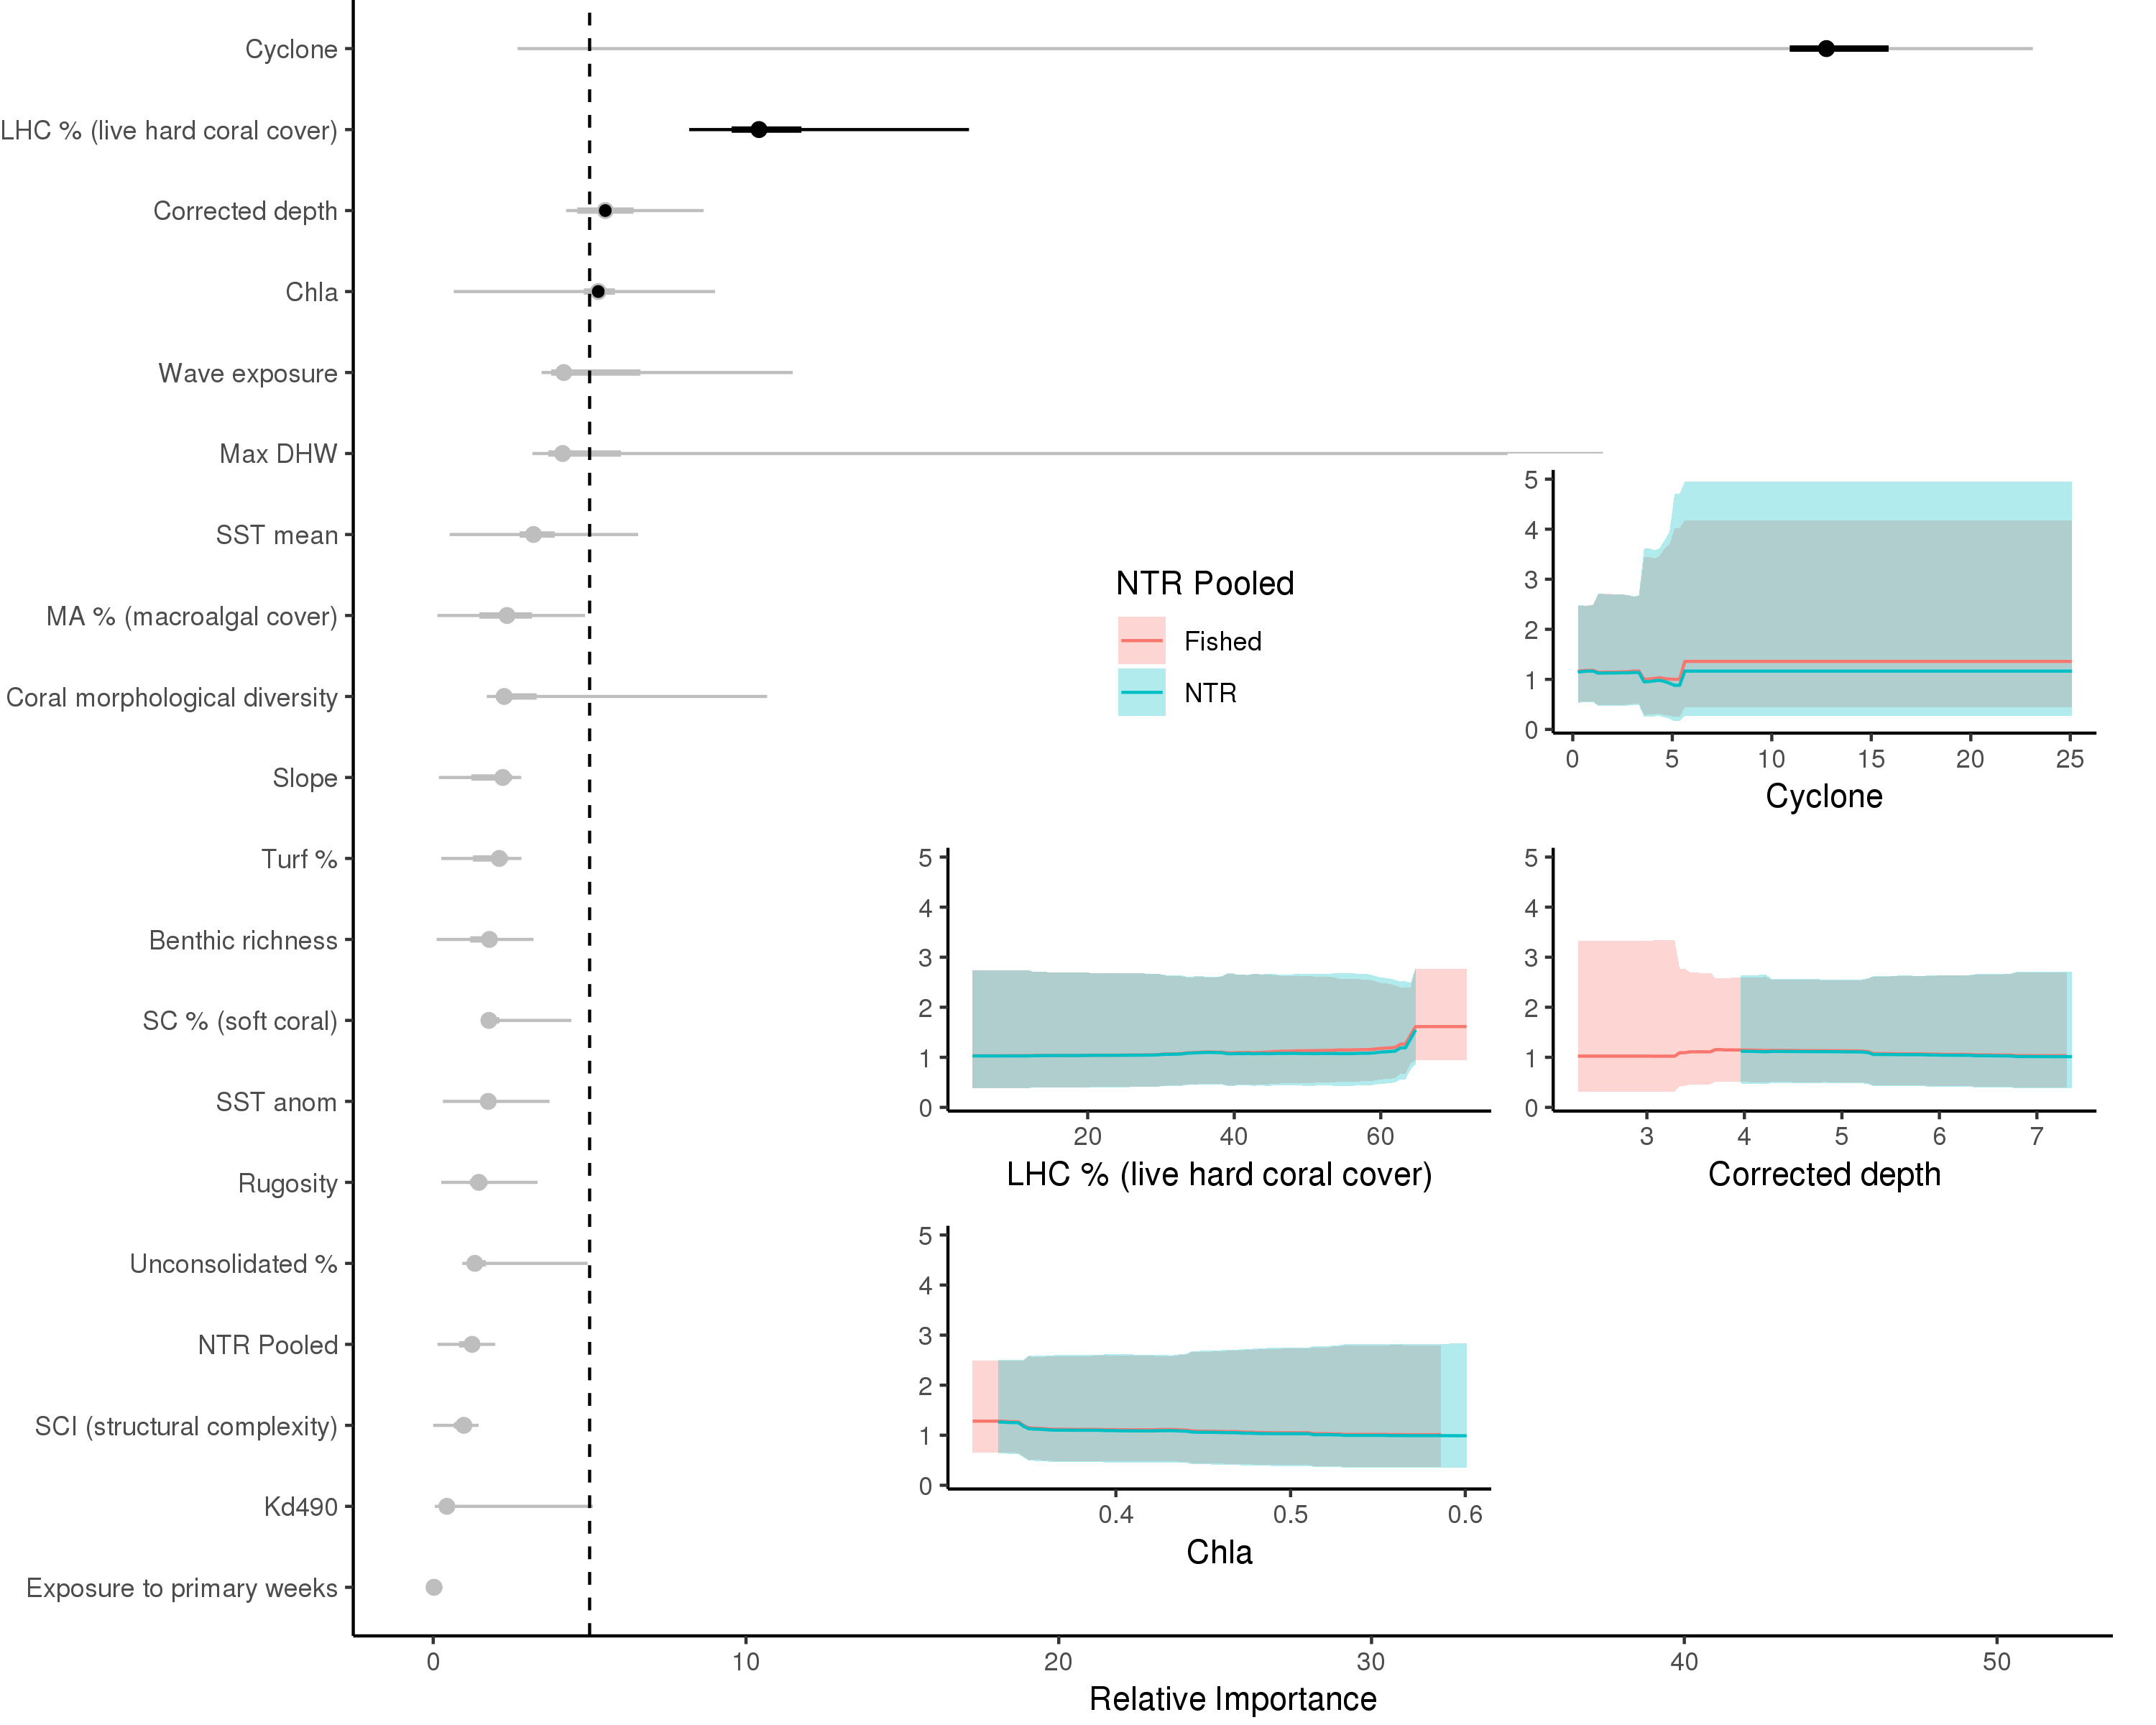 Cyclone
LHC % (live hard coral cover)
Corrected depth
Chla
Wave exposure
Max DHW
SST mean
MA % (macroalgal cover)
Coral morphological diversity
Slope
Turf %
Benthic richness
SC % (soft coral)
SST anom
Rugosity
Unconsolidated %
NTR Pooled
SCI (structural complexity)
Kd490
Exposure to primary weeks
0 10 20 30 40 50
Relative Importance
NTR Pooled
Fished
NTR
5
4
3
2
1
0
0 5 10 15 20 25
Cyclone
5
4
3
2
1
0
20 40 60
LHC % (live hard coral cover)
5
4
3
2
1
0
3 4 5 6 7
Corrected depth
5
4
3
2
1
0
0.4 0.5 0.6
Chla